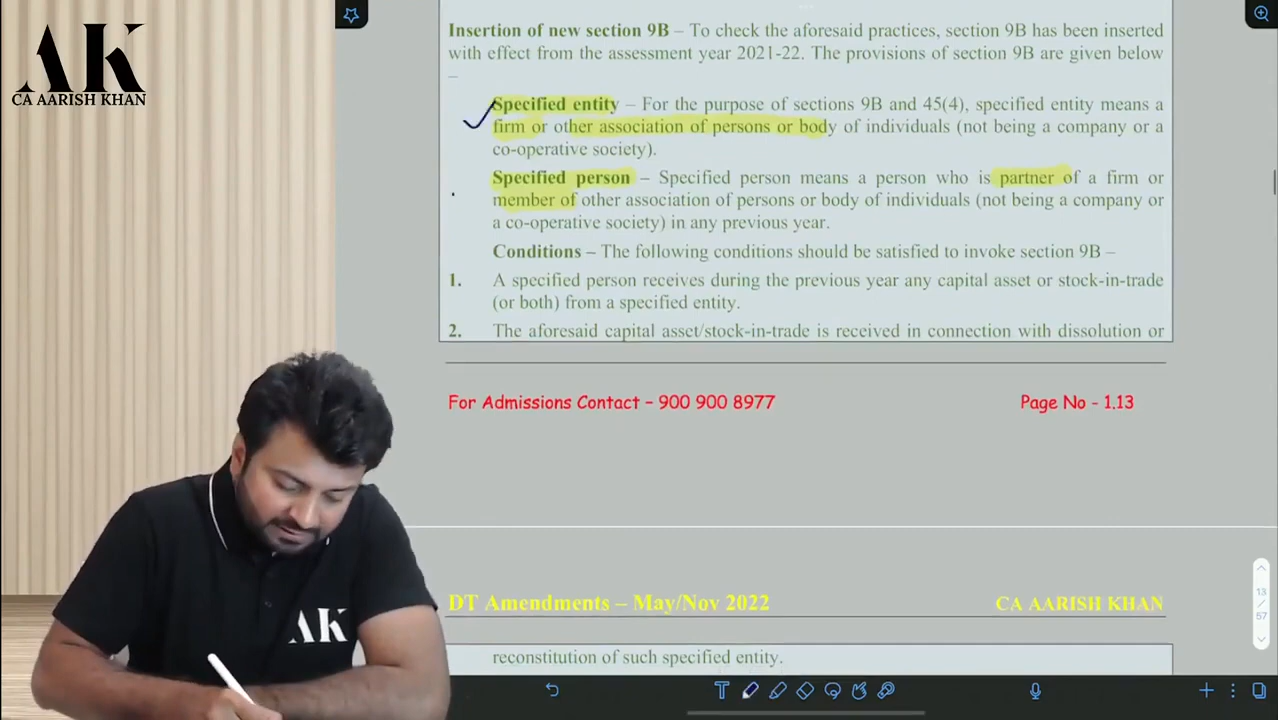 AK
CA AARISH KHAN
Insertion of new section 9B – To check the aforesaid practices, section 9B has been inserted
with effect from the assessment year 2021-22. The provisions of section 9B are given below
–
Specified entity – For the purpose of sections 9B and 45(4), specified entity means a
firm or other association of persons or body of individuals (not being a company or a
co-operative society).
Specified person – Specified person means a person who is partner of a firm or
member of other association of persons or body of individuals (not being a company or
a co-operative society) in any previous year.
Conditions – The following conditions should be satisfied to invoke section 9B –
1. A specified person receives during the previous year any capital asset or stock-in-trade
(or both) from a specified entity.
2. The aforesaid capital asset/stock-in-trade is received in connection with dissolution or
For Admissions Contact – 900 900 8977 Page No - 1.13
DT Amendments – May/Nov 2022 CA AARISH KHAN
reconstitution of such specified entity.
13
/
57
AK
T